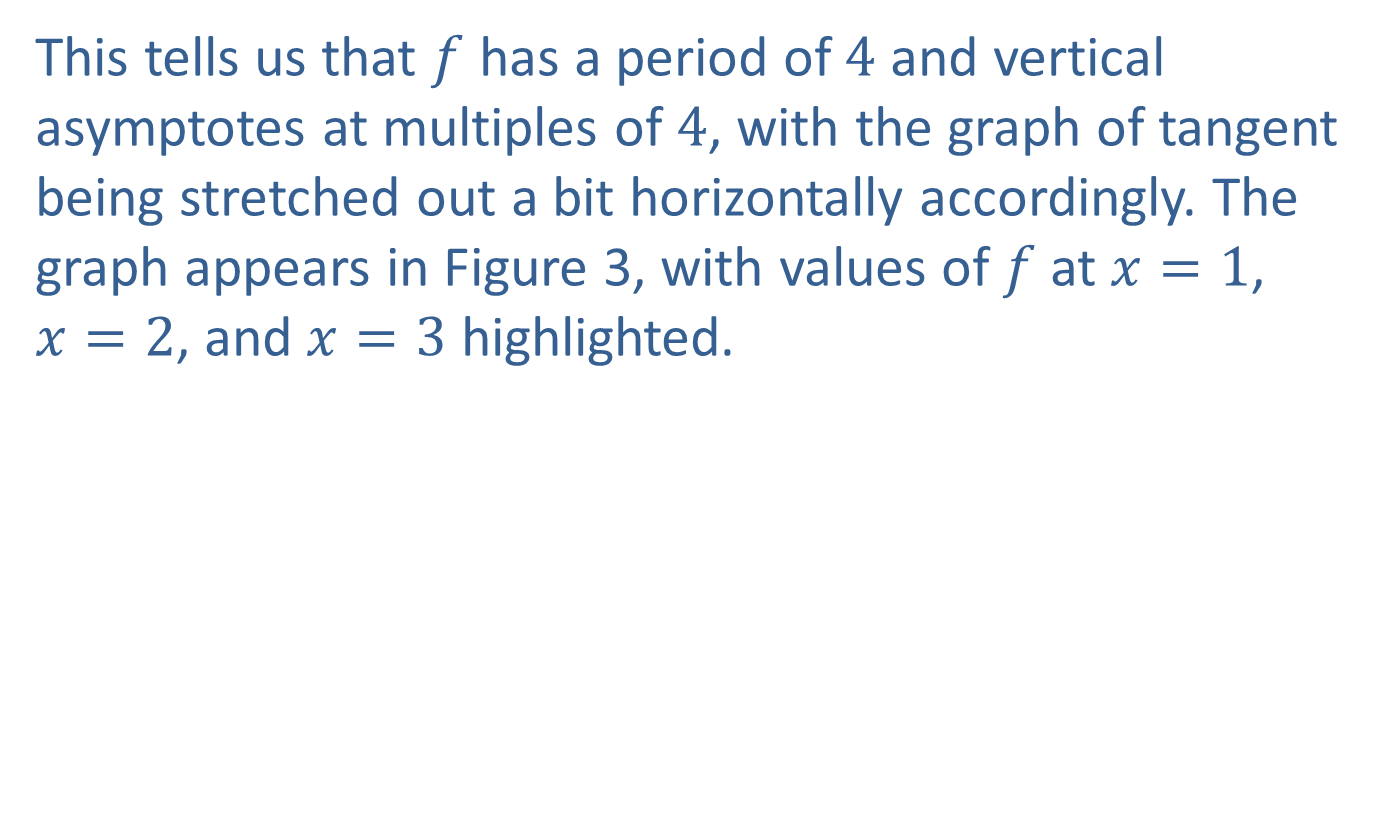 This tells us that 𝑓 has a period of 4 and vertical
asymptotes at multiples of 4, with the graph of tangent
being stretched out a bit horizontally accordingly. The
graph appears in Figure 3, with values of 𝑓 at 𝑥 = 1,
𝑥 = 2, and 𝑥 = 3 highlighted.